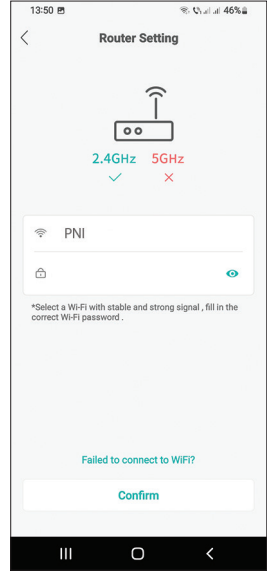 13:50 46%
Router Setting
2.4GHz 5GHz
PNI
*Select a Wi-Fi with stable and strong signal , fill in the
correct Wi-Fi password .
Failed to connect to WiFi?
Confirm